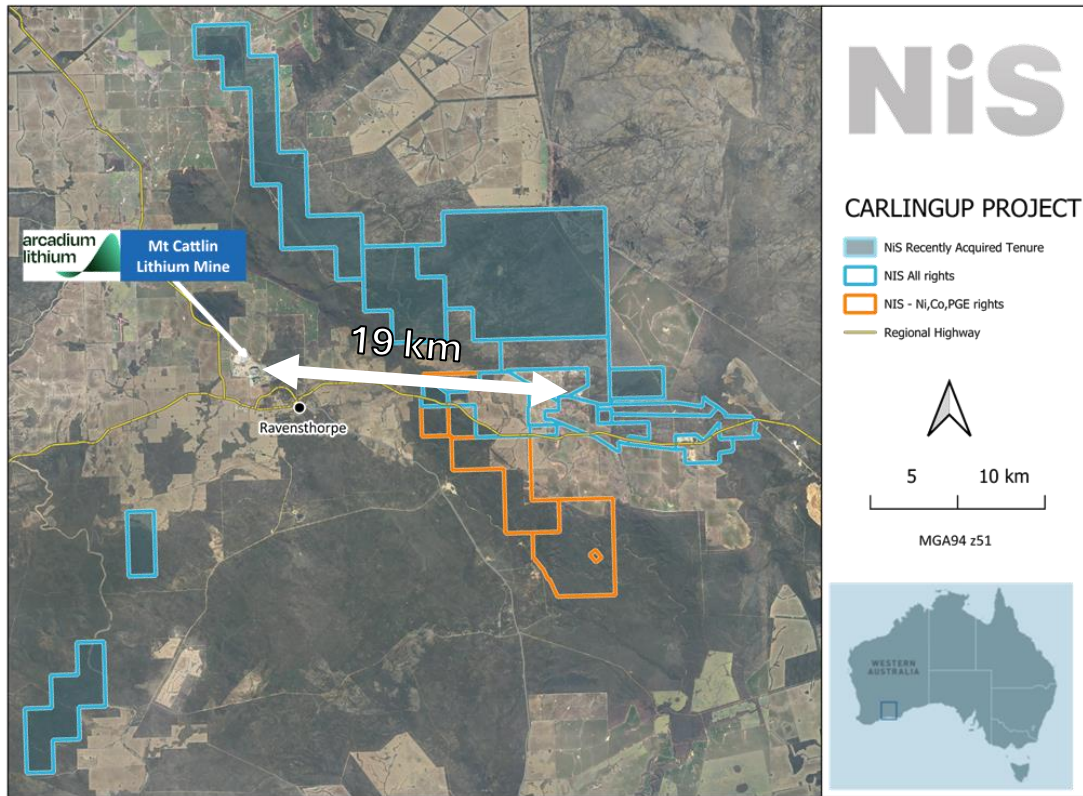 arcadium
lithium
Mt Cattlin
Lithium Mine
19 km
Ravensthorpe
NiS
CARLINGUP PROJECT
NiS Recently Acquired Tenure
NIS All rights
NIS - Ni,Co,PGE rights
Regional Highway
5 10 km
MGA94 z51
WESTERN
AUSTRALIA